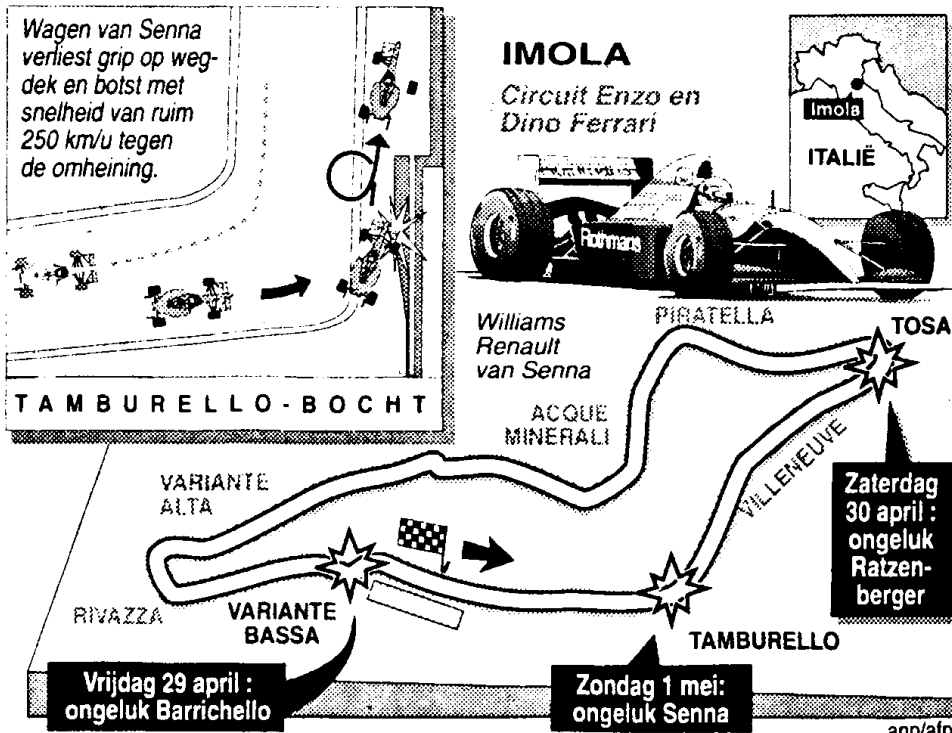 Wagen van Senna
verliest grip op weg-
dek en botst met
snelheid van ruim
250 km/u tegen
de omheining.
TAMBURELLO-BOCHT
IMOLA
Circuit Enzo en
Dino Ferrari
Imola
ITALIË
Rothmans
Williams
Renault
van Senna
PIRATELLA
TOSA
ACQUE
MINERALI
VILLENEUVE
VARIANTE
ALTA
Zaterdag
30 april :
ongeluk
Ratzen-
berger
RIVAZZA
VARIANTE
BASSA
TAMBURELLO
Vrijdag 29 april :
ongeluk Barrichello
Zondag 1 mei:
ongeluk Senna
anp/afp